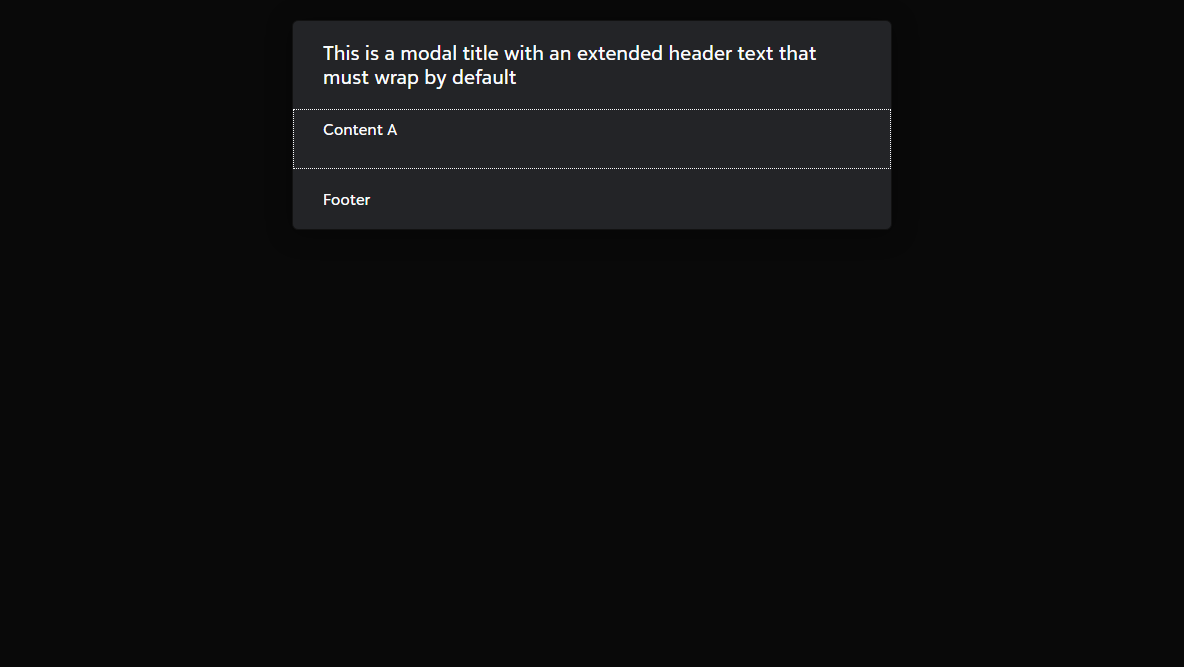 This is a modal title with an extended header text that
must wrap by default
Content A
Footer